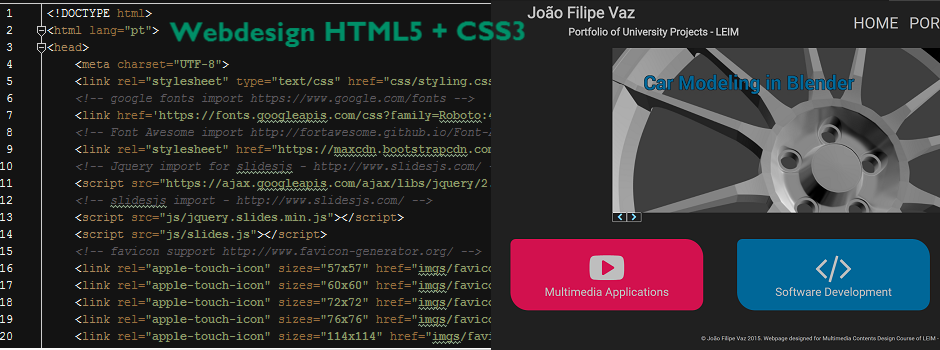 Webdesign HTML5 + CSS3
1 <!DOCTYPE html>
2 <html lang="pt">
3 <head>
4 <meta charset="UTF-8">
5 <link rel="stylesheet" type="text/css" href="css/styling.css
6 <!-- google fonts import https://www.google.com/fonts -->
7 <link href='https://fonts.googleapis.com/css?family=Roboto:4
8 <!-- Font Awesome import http://fortawesome.github.io/Font-A
9 <link rel="stylesheet" href="https://maxcdn.bootstrapcdn.com
10 <!-- Jquery import for slidesjs - http://www.slidesjs.com/ -
11 <script src="https://ajax.googleapis.com/ajax/libs/jquery/2.
12 <!-- slidesjs import - http://www.slidesjs.com/ -->
13 <script src="js/jquery.slides.min.js"></script>
14 <script src="js/slides.js"></script>
15 <!-- favicon support http://www.favicon-generator.org/ -->
16 <link rel="apple-touch-icon" sizes="57x57" href="imgs/favico
17 <link rel="apple-touch-icon" sizes="60x60" href="imgs/favico
18 <link rel="apple-touch-icon" sizes="72x72" href="imgs/favico
19 <link rel="apple-touch-icon" sizes="76x76" href="imgs/favico
20 <link rel="apple-touch-icon" sizes="114x114" href="imgs/favi
João Filipe Vaz
Portfolio of University Projects - LEIM
HOME POR
Car Modeling in Blender
Multimedia Applications
Software Development
© João Filipe Vaz 2015. Webpage designed for Multimedia Contents Design Course of LEIM -